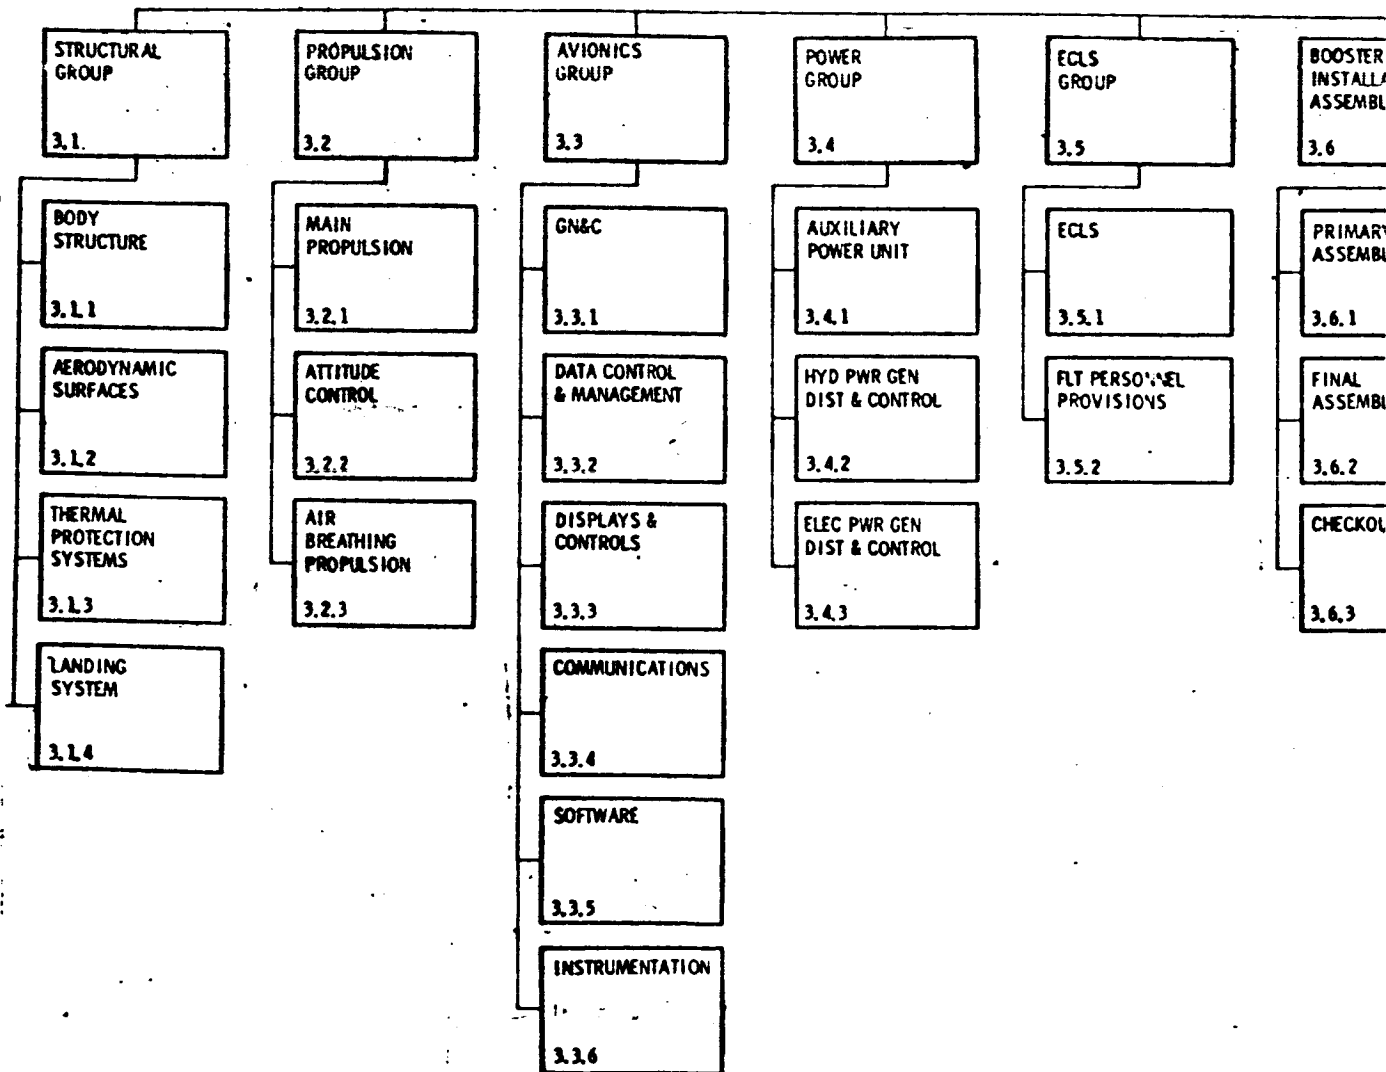 STRUCTURAL
GROUP
3.1
PROPULSION
GROUP
3.2
AVIONICS
GROUP
3.3
POWER
GROUP
3.4
ECLS
GROUP
3.5
BOOSTER
3.6
BODY
STRUCTURE
3.1.1
AERODYNAMIC
SURFACES
3.1.2
THERMAL
PROTECTION
SYSTEMS
3.1.3
LANDING
SYSTEM
3.1.4
MAIN
PROPULSION
3.2.1
ATTITUDE
CONTROL
3.2.2
AIR
BREATHING
PROPULSION
3.2.3
GN&C
3.3.1
DATA CONTROL
& MANAGEMENT
3.3.2
DISPLAYS &
CONTROLS
3.3.3
COMMUNICATIONS
3.3.4
SOFTWARE
3.3.5
INSTRUMENTATION
3.3.6
AUXILIARY
POWER UNIT
3.4.1
HYD PWR GEN
DIST & CONTROL
3.4.2
ELEC PWR GEN
DIST & CONTROL
3.4.3
ECLS
3.5.1
FLT PERSONNEL
PROVISIONS
3.5.2
PRIMARY
3.6.1
FINAL
3.6.2
3.6.3